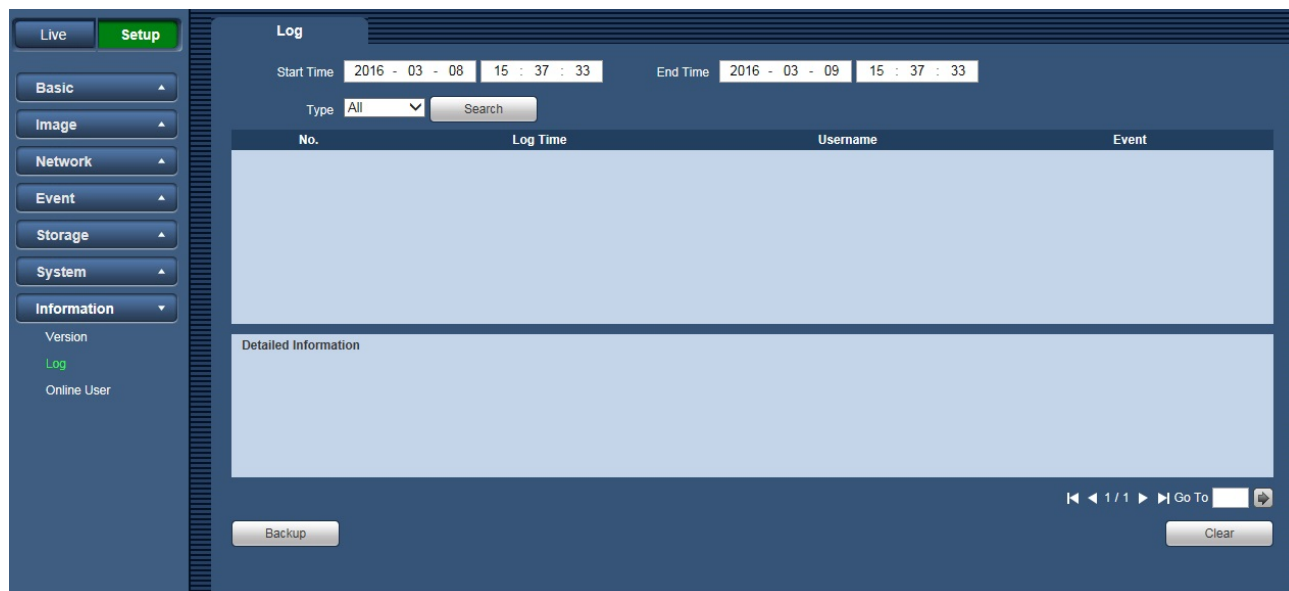 Live Setup
Log
Start Time 2016 - 03 - 08 15 : 37 : 33 End Time 2016 - 03 - 09 15 : 37 : 33
Basic
Type All Search
Image
No. Log Time Username Event
Network
Event
Storage
System
Information
Version
Detailed Information
Log
Online User
1 / 1 Go To
Backup Clear